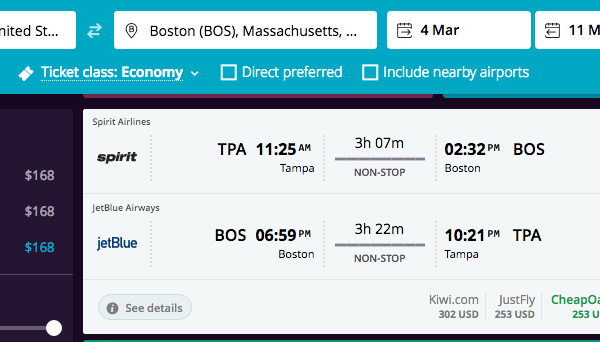 nited St...
Boston (BOS), Massachusetts, ...
4 Mar
11 M
Ticket class: Economy
Direct preferred
Include nearby airports
$168
$168
$168
Spirit Airlines
spirit
TPA 11:25 AM
Tampa
3h 07m
NON-STOP
02:32 PM BOS
Boston
JetBlue Airways
jetBlue
BOS 06:59 PM
Boston
3h 22m
NON-STOP
10:21 PM TPA
Tampa
See details
Kiwi.com
302 USD
JustFly
253 USD
CheapOa
253 U